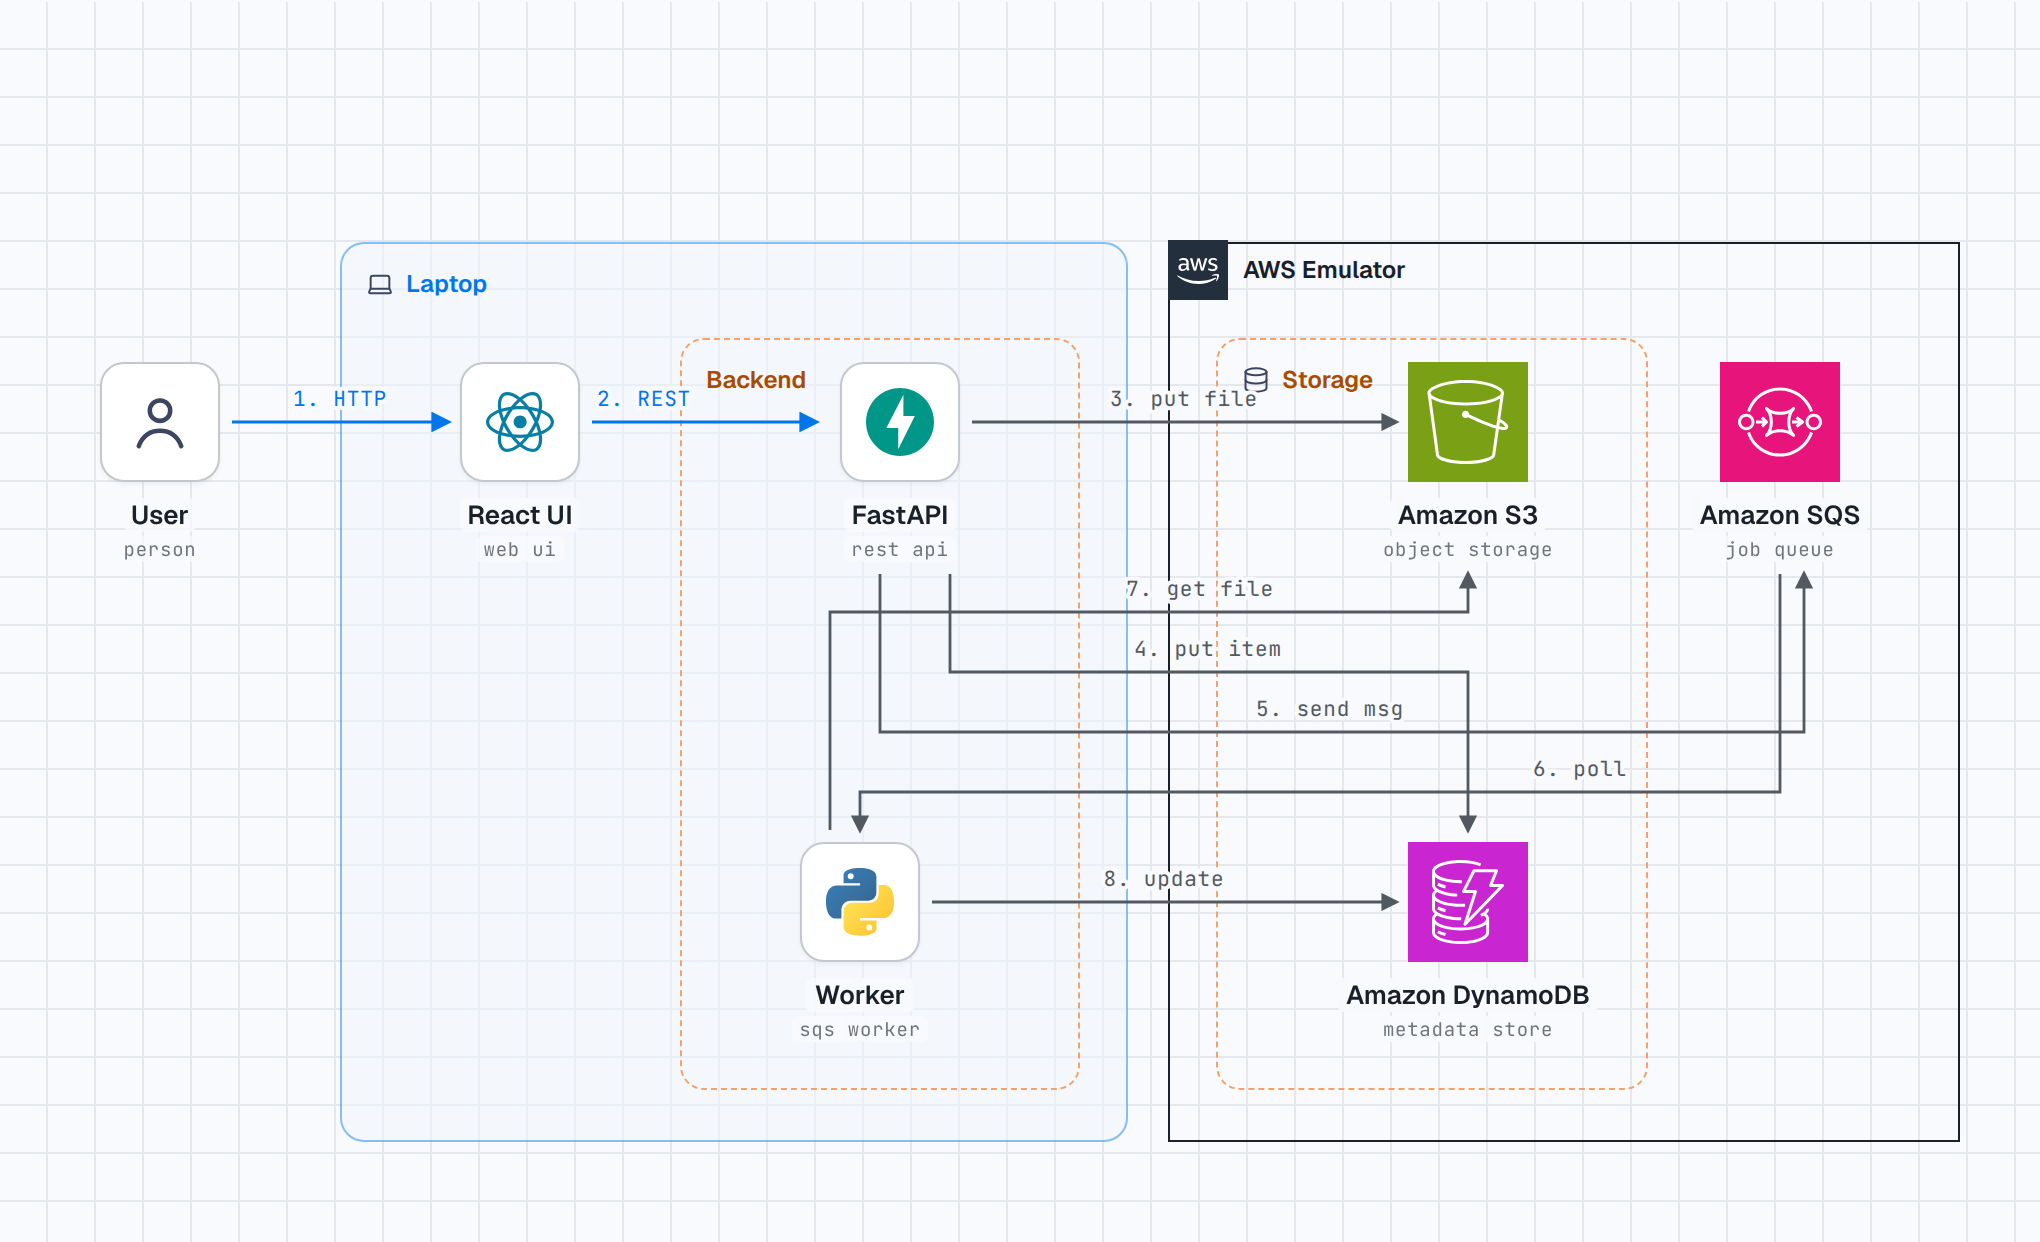 Laptop
aws
AWS Emulator
Backend
Storage
1. HTTP
2. REST
3. put file
User
person
React UI
web ui
FastAPI
rest api
Amazon S3
object storage
Amazon SQS
job queue
7. get file
4. put item
5. send msg
6. poll
8. update
Worker
sqs worker
Amazon DynamoDB
metadata store